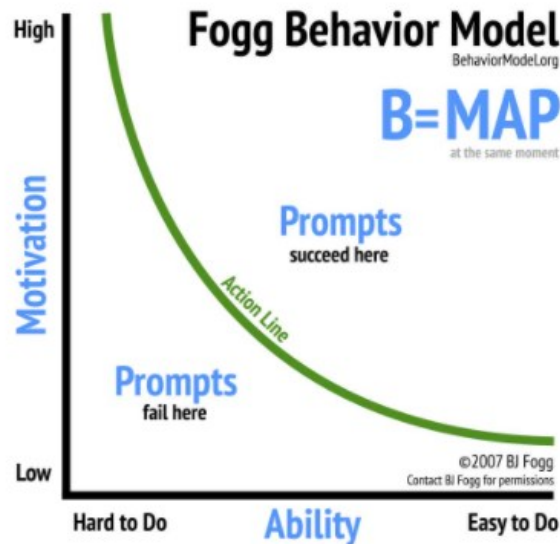 High
Fogg Behavior Model
BehaviorModel.org
B=MAP
at the same moment
Prompts
succeed here
Motivation
Action Line
Prompts
fail here
Low
©2007 BJ Fogg
Contact BJ Fogg for permissions
Hard to Do
Ability
Easy to Do